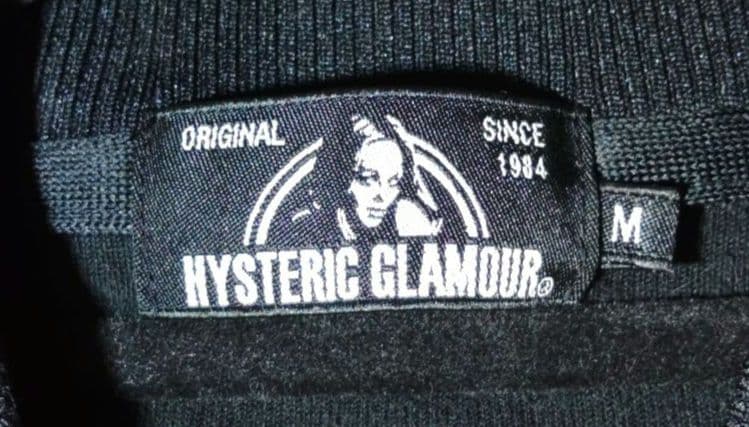 ORIGINAL
SINCE
1984
HYSTERIC GLAMOUR®
M